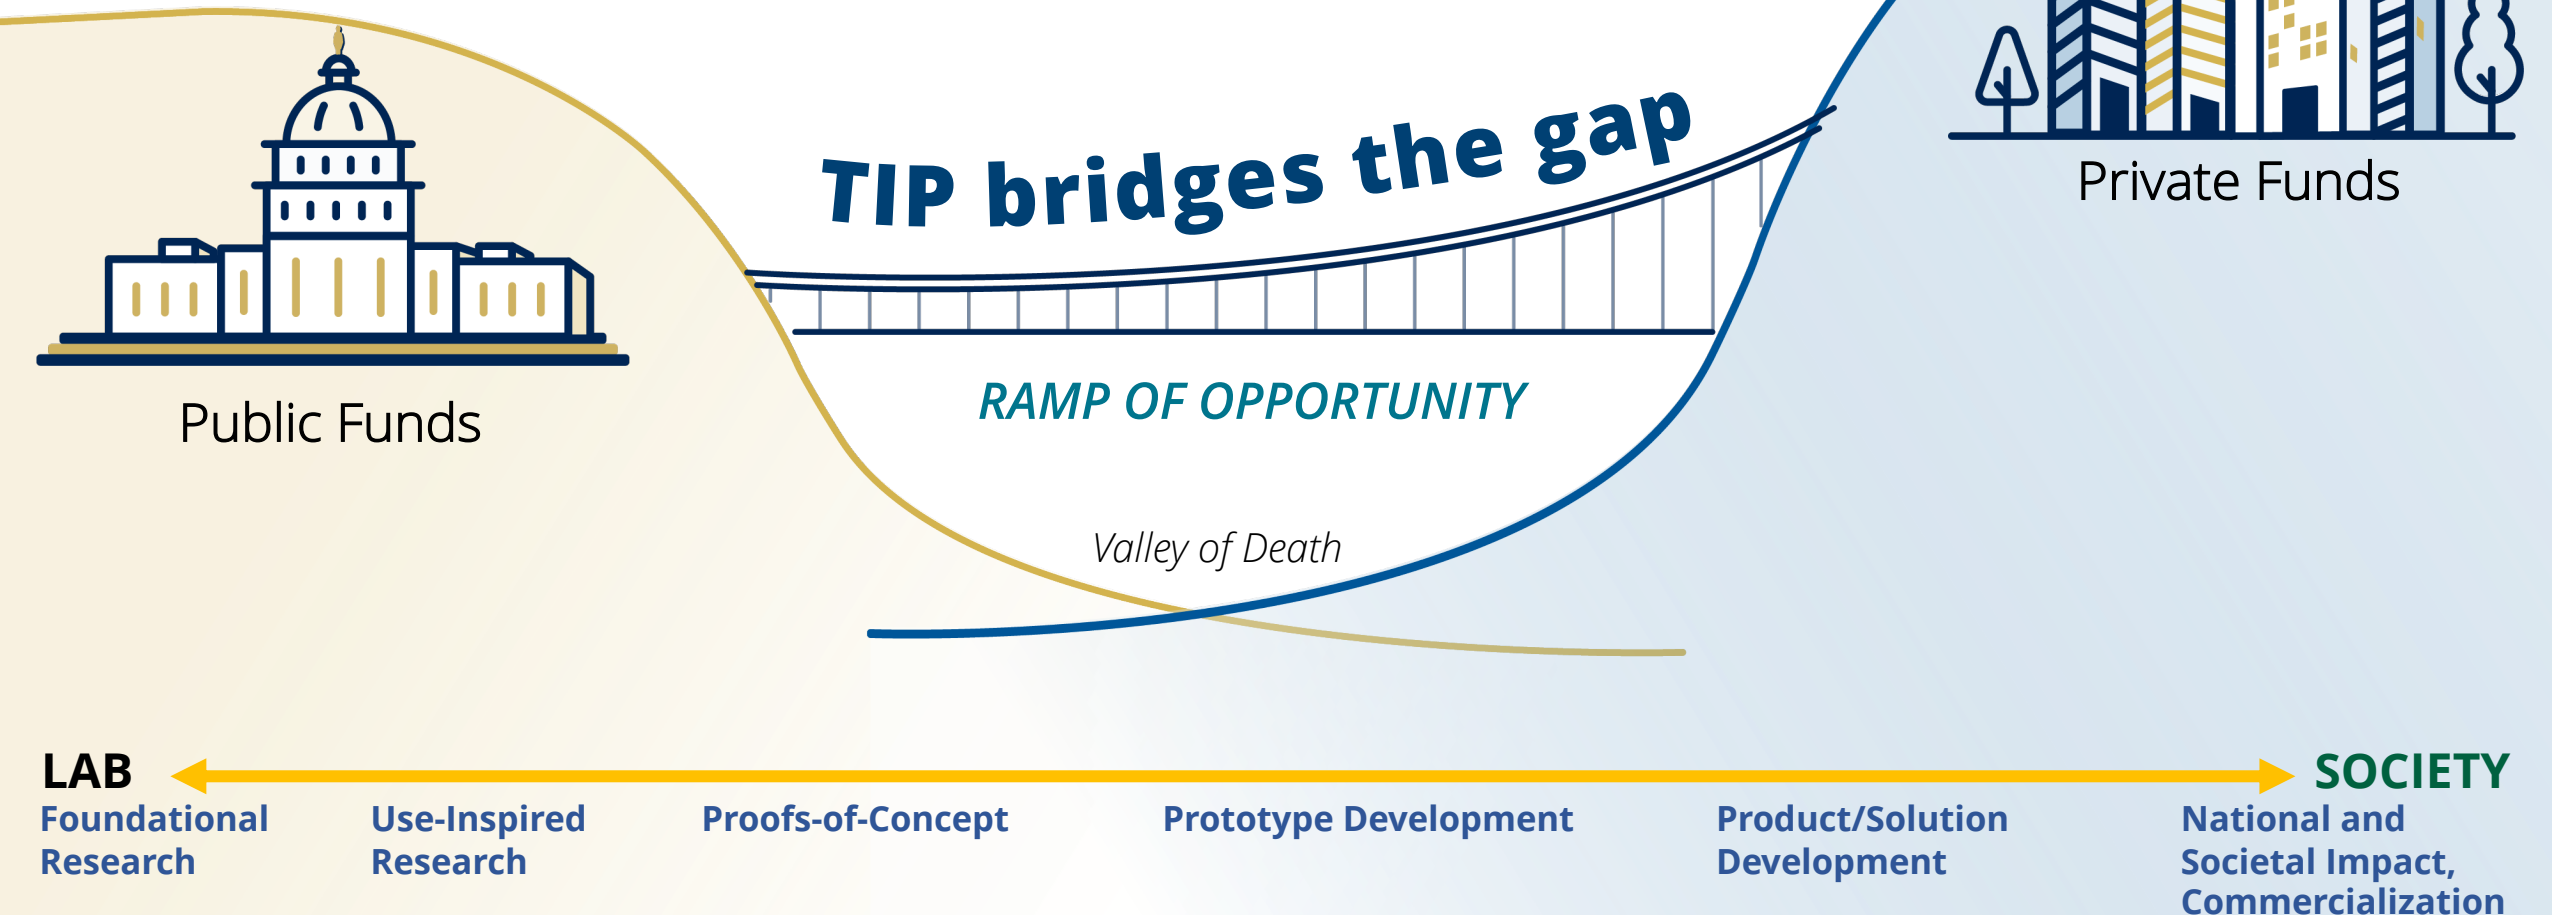 TIP bridges the gap
Private Funds
RAMP OF OPPORTUNITY
Public Funds
Valley of Death
LAB
SOCIETY
Foundational
Research
Use-Inspired
Research
Proofs-of-Concept
Prototype Development
Product/Solution
Development
National and
Societal Impact,
Commercialization